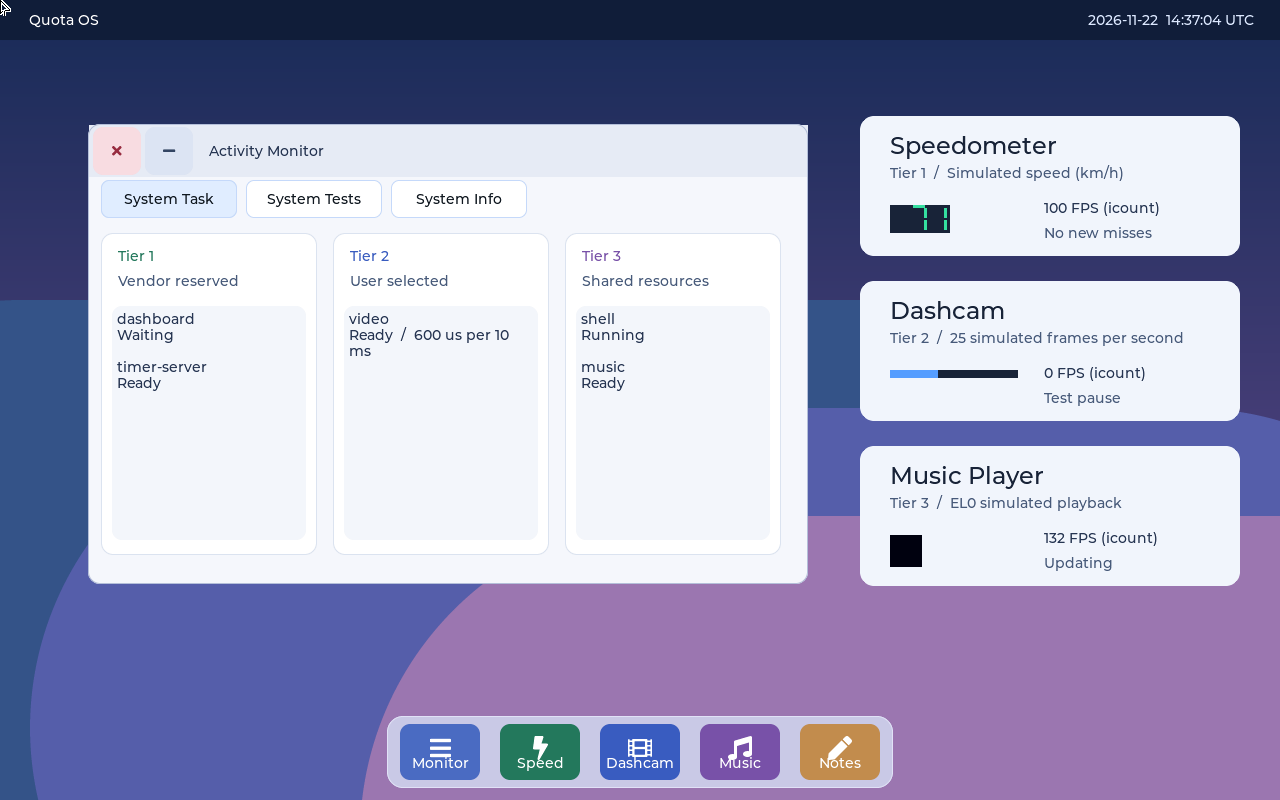 Quota OS
2026-11-22 14:37:04 UTC
Activity Monitor
System Task
System Tests
System Info
Tier 1
Vendor reserved
dashboard
Waiting
timer-server
Ready
Tier 2
User selected
video
Ready / 600 us per 10
ms
Tier 3
Shared resources
shell
Running
music
Ready
Speedometer
Tier 1 / Simulated speed (km/h)
71
100 FPS (icount)
No new misses
Dashcam
Tier 2 / 25 simulated frames per second
0 FPS (icount)
Test pause
Music Player
Tier 3 / EL0 simulated playback
132 FPS (icount)
Updating
Monitor
Speed
Dashcam
Music
Notes